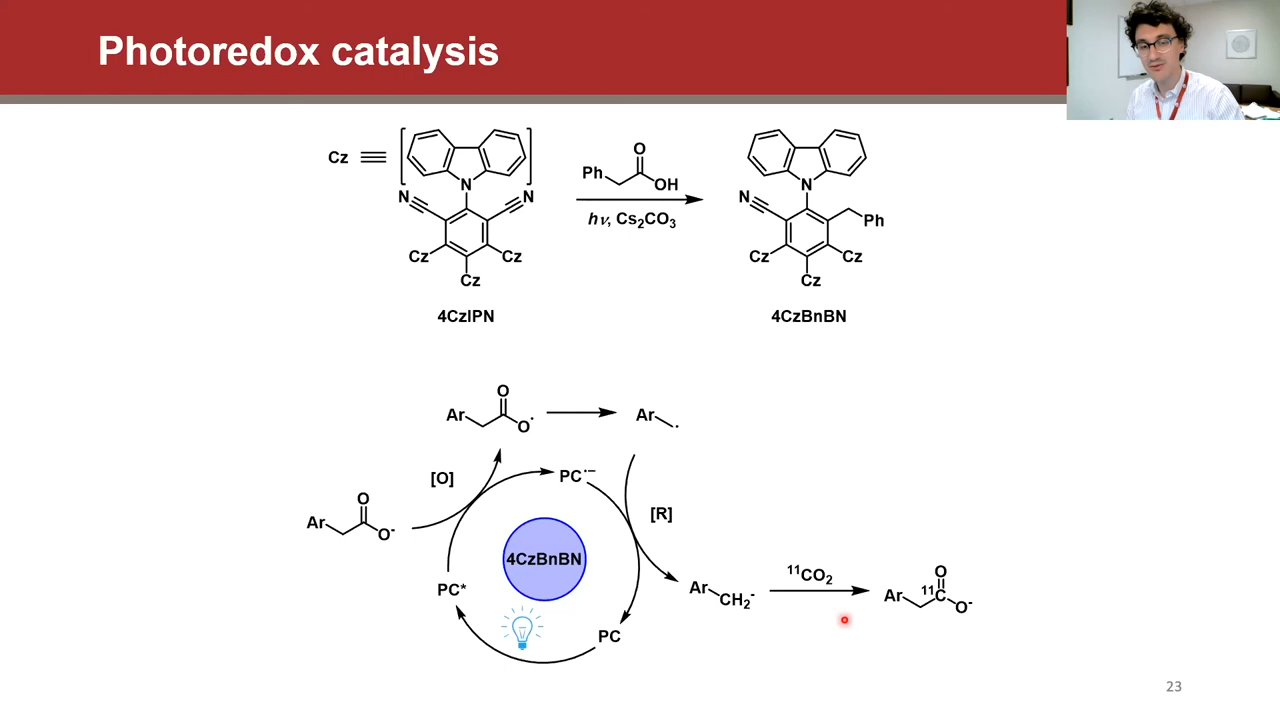 Photoredox catalysis
Cz
N
N
N
Cz
Cz
Cz
4CzIPN
O
Ph
OH
hν, Cs₂CO₃
N
N
Ph
Cz
Cz
Cz
4CzBnBN
O
Ar
O·
Ar
·
[O]
PC·−
O
Ar
O-
[R]
4CzBnBN
PC*
PC
Ar
CH₂-
¹¹CO₂
O
Ar
11C
O-
23